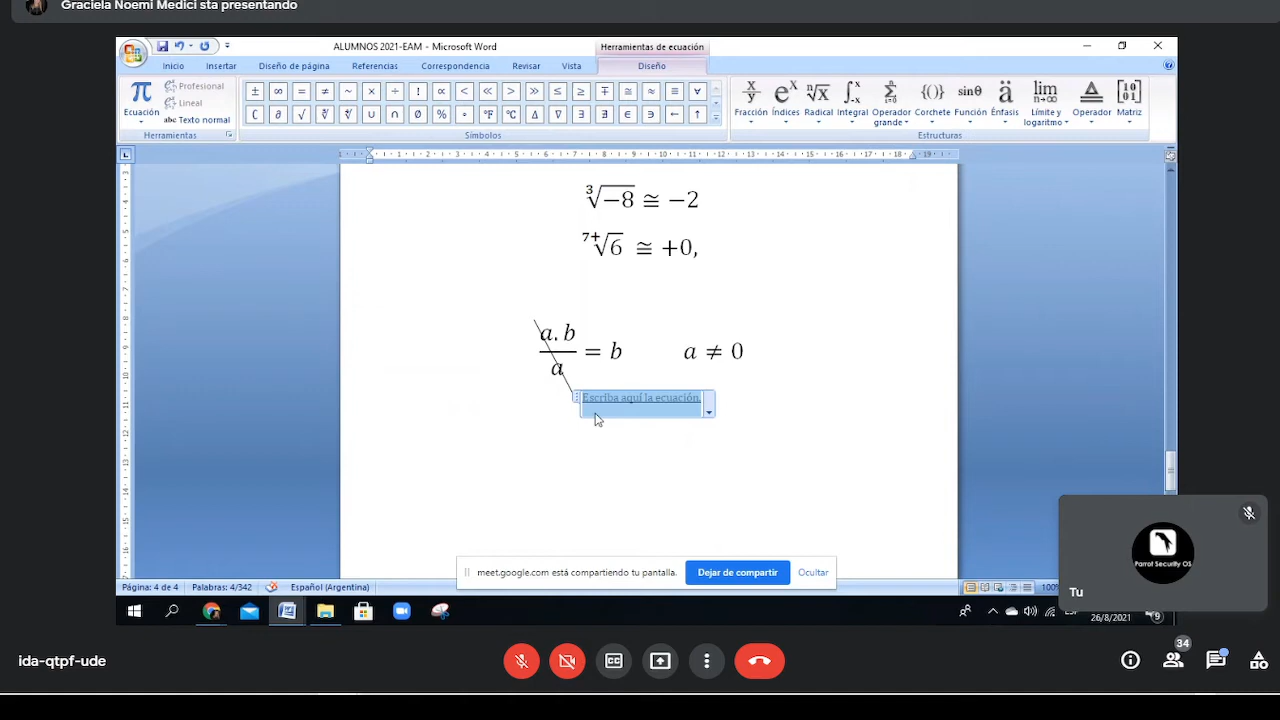 Graciela Noemi Medici sta presentando
ALUMNOS 2021-EAM - Microsoft Word
Herramientas de ecuación
Inicio Insertar Diseño de página Referencias Correspondencia Revisar Vista Diseño
π Ecuación
Profesional
Lineal
abc Texto normal
Herramientas
± ∞ = ≠ ~ × ÷ ! ∝ < ≪ > ≫ ≤ ≥ ∓ ≅ ≈ ≡ ∀
∁ ∂ √ ∛ ∜ ∪ ∩ ∅ % ° °F °C ∆ ∇ ∃ ∈ ∋ ← ↑
Símbolos
Fracción Índices Radical Integral Operador grande Corchete Función Énfasis Límite y logaritmo Operador Matriz
Estructuras
∛−8 ≅ −2
⁷⁺√6 ≅ +0,
a. b / a = b a ≠ 0
Escriba aquí la ecuación.
meet.google.com está compartiendo tu pantalla. Dejar de compartir Ocultar
Parrot Security OS
Tu
Página: 4 de 4 Palabras: 4/342 Español (Argentina) 100%
26/8/2021
ida-qtpf-ude
34